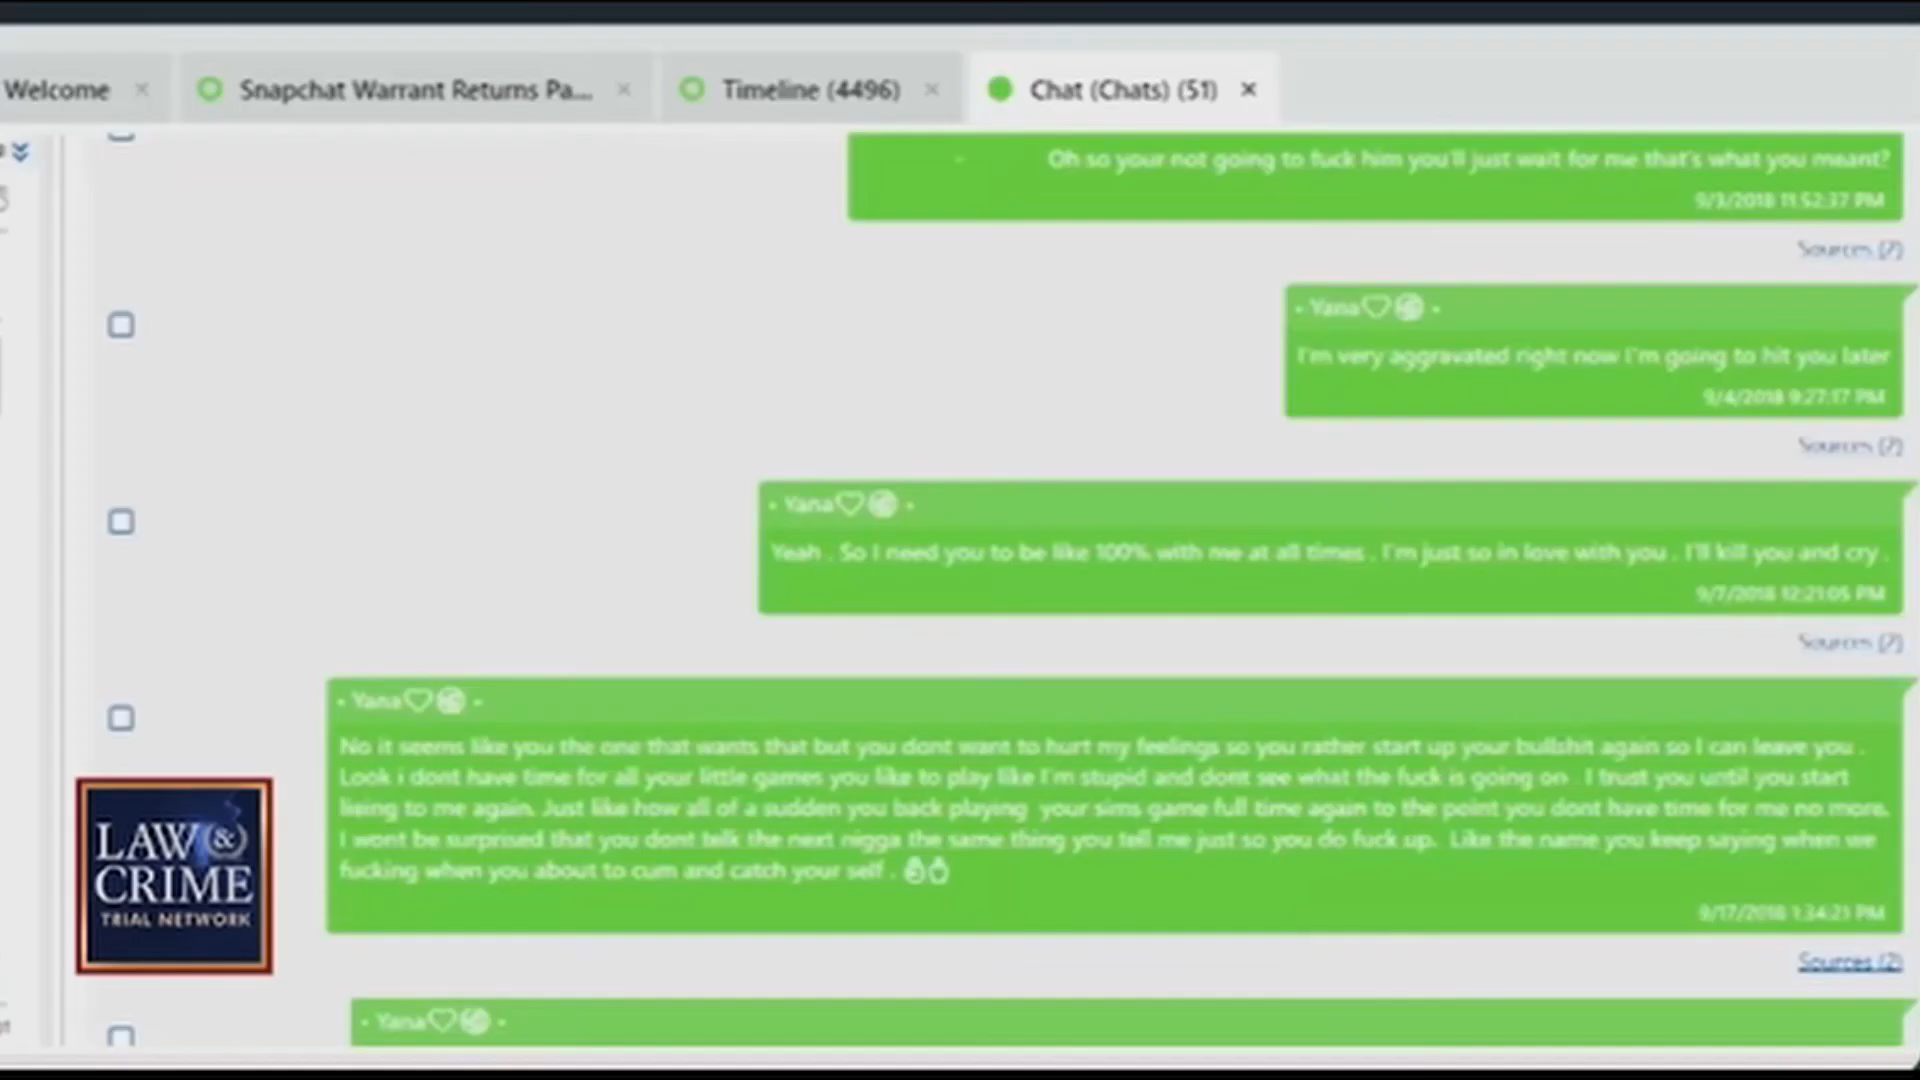 Welcome
Snapchat Warrant Returns Pa...
Timeline (4496)
Chat (Chats) (51)
Oh so your not going to fuck him you'll just wait for me that's what you meant?
9/3/2018 11:52:37 PM
Sources (2)
- Yana♡ -
I'm very aggravated right now I'm going to hit you later
9/4/2018 9:27:17 PM
Sources (2)
- Yana♡ -
Yeah . So I need you to be like 100% with me at all times . I'm just so in love with you . I'll kill you and cry .
9/7/2018 12:21:05 PM
Sources (2)
- Yana♡ -
No it seems like you the one that wants that but you dont want to hurt my feelings so you rather start up your bullshit again so I can leave you .
Look i dont have time for all your little games you like to play like I'm stupid and dont see what the fuck is going on . I trust you until you start
lieing to me again. Just like how all of a sudden you back playing your sims game full time again to the point you dont have time for me no more.
I wont be surprised that you dont telk the next nigga the same thing you tell me just so you do fuck up. Like the name you keep saying when we
fucking when you about to cum and catch your self .
9/17/2018 1:34:21 PM
Sources (2)
- Yana♡ -
LAW &
CRIME
TRIAL NETWORK